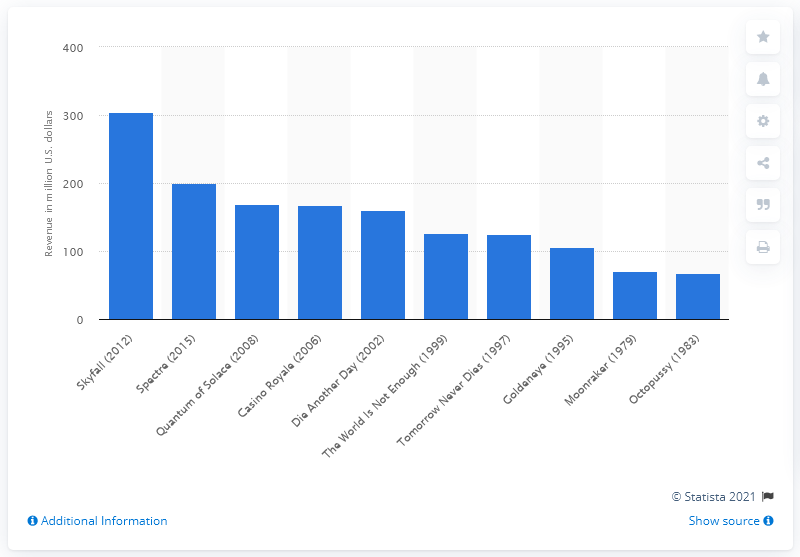 400
300
200
100
0
Revenue in million U.S. dollars
Skyfall (2012)
Spectre (2015)
Quantum of Solace (2008)
Casino Royale (2006)
Die Another Day (2002)
The World Is Not Enough (1999)
Tomorrow Never Dies (1997)
Goldeneye (1995)
Moonraker (1979)
Octopussy (1983)
© Statista 2021
Additional Information
Show source